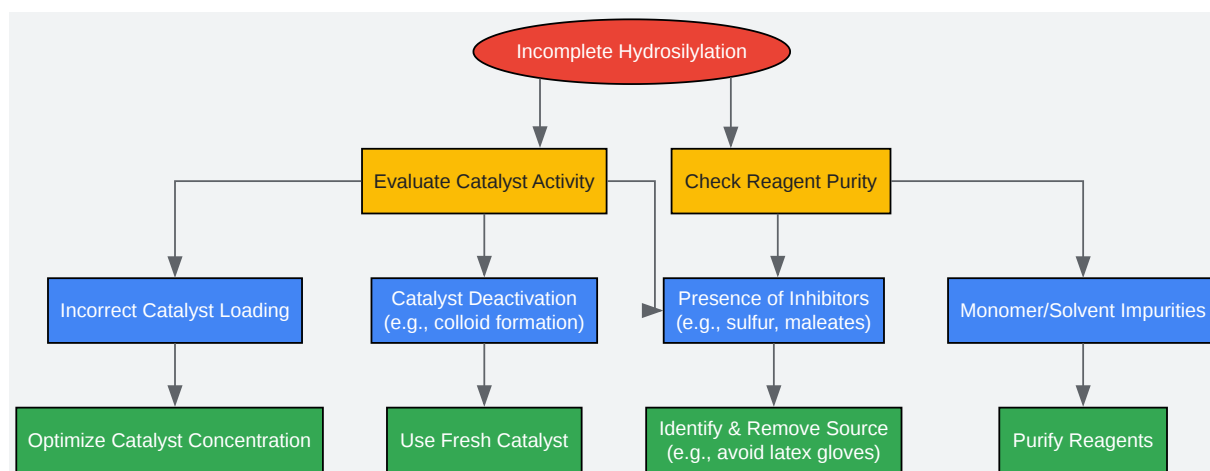 Incomplete Hydrosilylation
Evaluate Catalyst Activity
Check Reagent Purity
Incorrect Catalyst Loading
Catalyst Deactivation
(e.g., colloid formation)
Presence of Inhibitors
(e.g., sulfur, maleates)
Monomer/Solvent Impurities
Optimize Catalyst Concentration
Use Fresh Catalyst
Identify & Remove Source
(e.g., avoid latex gloves)
Purify Reagents